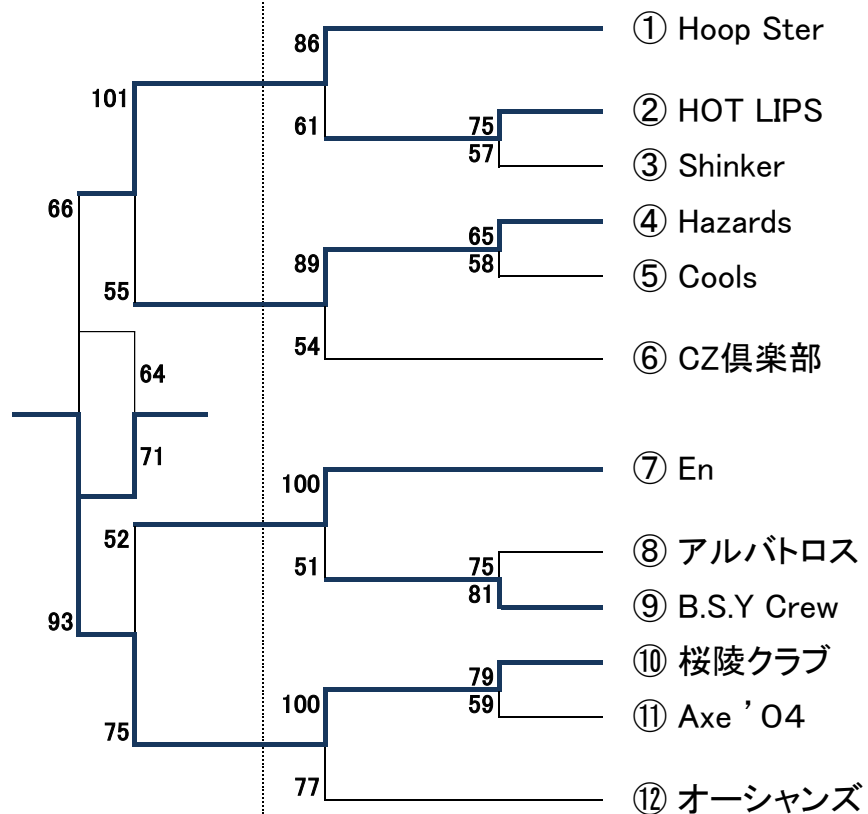 86
① Hoop Ster
101
61
75
② HOT LIPS
57
③ Shinker
66
65
④ Hazards
55
89
58
⑤ Cools
54
⑥ CZ倶楽部
64
71
100
⑦ En
52
51
75
⑧ アルバトロス
81
⑨ B.S.Y Crew
93
79
⑩ 桜陵クラブ
75
100
59
⑪ Axe ’04
77
⑫ オーシャンズ